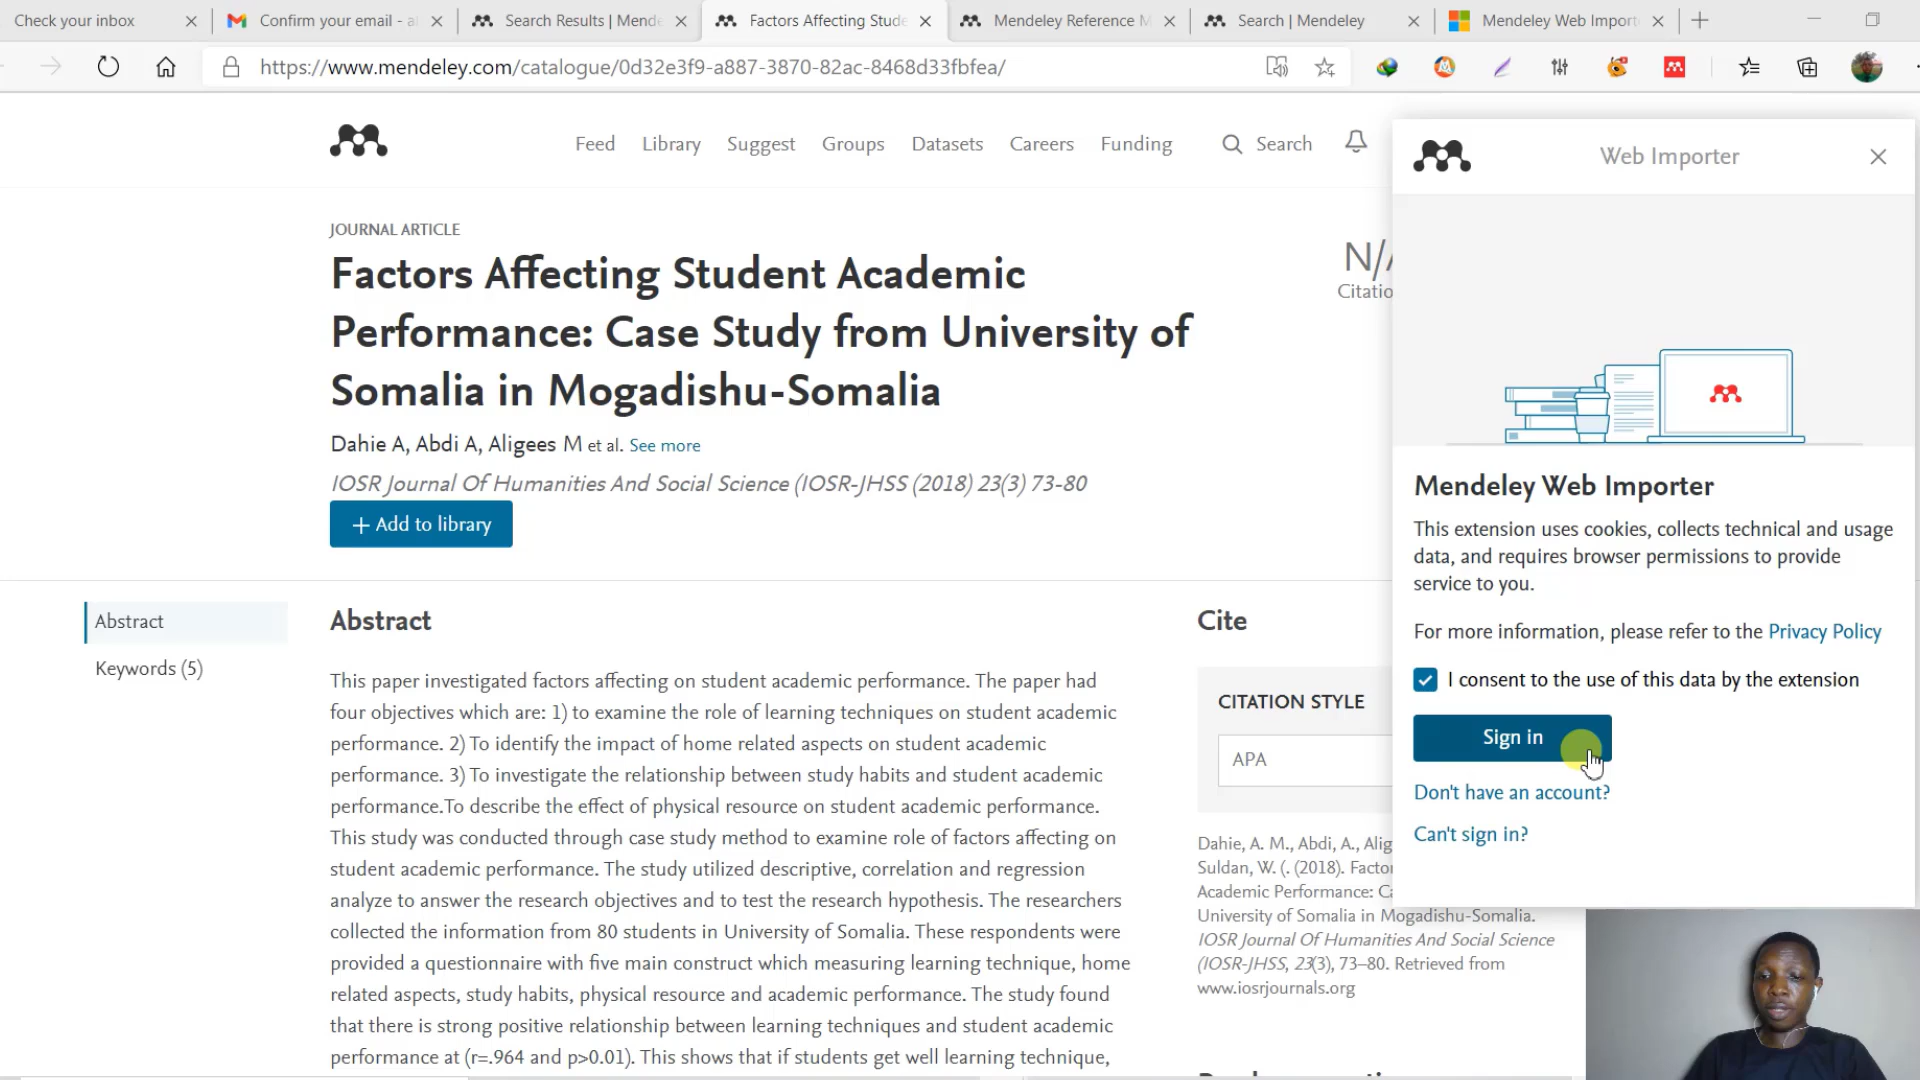 Check your inbox
Confirm your email - a
Search Results | Mende
Factors Affecting Stude
Mendeley Reference M
Search | Mendeley
Mendeley Web Import
https://www.mendeley.com/catalogue/0d32e3f9-a887-3870-82ac-8468d33fbfea/
Feed Library Suggest Groups Datasets Careers Funding Search
JOURNAL ARTICLE
Factors Affecting Student Academic
Performance: Case Study from University of
Somalia in Mogadishu-Somalia
Dahie A, Abdi A, Aligees M et al. See more
IOSR Journal Of Humanities And Social Science (IOSR-JHSS (2018) 23(3) 73-80
+ Add to library
N/A
Citatio
Abstract
Keywords (5)
Abstract
This paper investigated factors affecting on student academic performance. The paper had
four objectives which are: 1) to examine the role of learning techniques on student academic
performance. 2) To identify the impact of home related aspects on student academic
performance. 3) To investigate the relationship between study habits and student academic
performance.To describe the effect of physical resource on student academic performance.
This study was conducted through case study method to examine role of factors affecting on
student academic performance. The study utilized descriptive, correlation and regression
analyze to answer the research objectives and to test the research hypothesis. The researchers
collected the information from 80 students in University of Somalia. These respondents were
provided a questionnaire with five main construct which measuring learning technique, home
related aspects, study habits, physical resource and academic performance. The study found
that there is strong positive relationship between learning techniques and student academic
performance at (r=.964 and p>0.01). This shows that if students get well learning technique,
Cite
CITATION STYLE
APA
Dahie, A. M., Abdi, A., Alig
Suldan, W. (. (2018). Factor
Academic Performance: Ca
University of Somalia in Mogadishu-Somalia.
IOSR Journal Of Humanities And Social Science
(IOSR-JHSS, 23(3), 73–80. Retrieved from
www.iosrjournals.org
Web Importer
Mendeley Web Importer
This extension uses cookies, collects technical and usage
data, and requires browser permissions to provide
service to you.
For more information, please refer to the Privacy Policy
I consent to the use of this data by the extension
Sign in
Don't have an account?
Can't sign in?